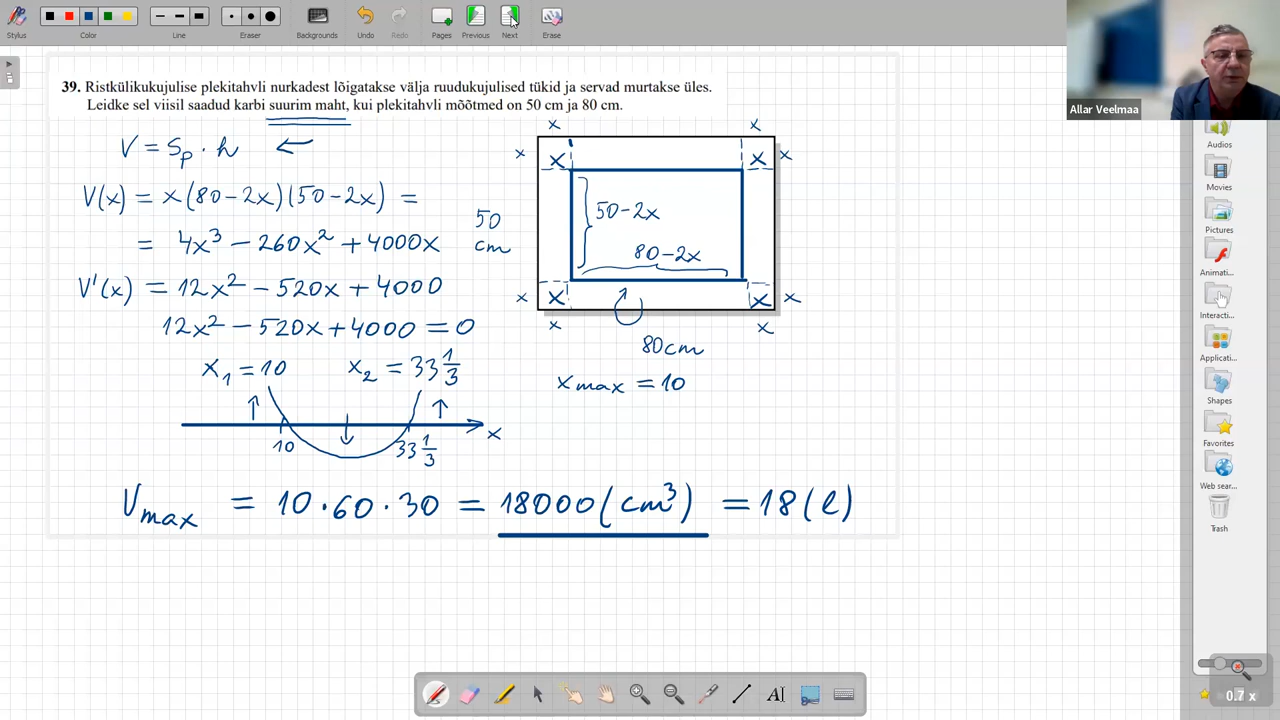 Stylus
Color
Line
Eraser
Backgrounds
Undo
Redo
Pages
Previous
Next
Erase
Allar Veelmaa
39. Ristkülikukujulise plekitahvli nurkadest lõigatakse välja ruudukujulised tükid ja servad murtakse üles.
Leidke sel viisil saadud karbi suurim maht, kui plekitahvli mõõtmed on 50 cm ja 80 cm.
V = Sp · h ←
V(x) = x(80-2x)(50-2x) =
= 4x³ - 260x² + 4000x
V'(x) = 12x² - 520x + 4000
12x² - 520x + 4000 = 0
x₁ = 10 x₂ = 33 1/3
10 33 1/3 x
x x
x x x x
50-2x
50
cm
80-2x
x x x x
x x
80cm
x max = 10
Vmax = 10 · 60 · 30 = 18000 (cm³) = 18 (l)
Audios
Movies
Pictures
Animati...
Interacti...
Applicati...
Shapes
Favorites
Web sear...
Trash
0.7 x